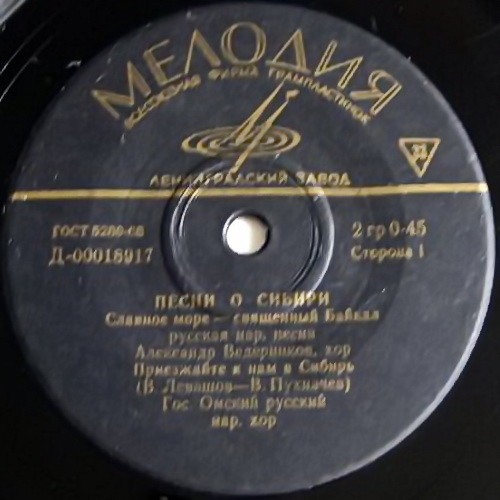 МЕЛОДИЯ
ВСЕСОЮЗНАЯ ФИРМА ГРАМПЛАСТИНОК
ЛЕНИНГРАДСКИЙ ЗАВОД
33
ГОСТ 5289-68
2 гр 0-45
Д-00018917
Сторона 1
ПЕСНИ О СИБИРИ
Славное море — священный Байкал
русская нар. песня
Александр Ведерников, хор
Приезжайте к нам в Сибирь
(В. Левашов—В. Пухначев)
Гос. Омский русский
нар. хор